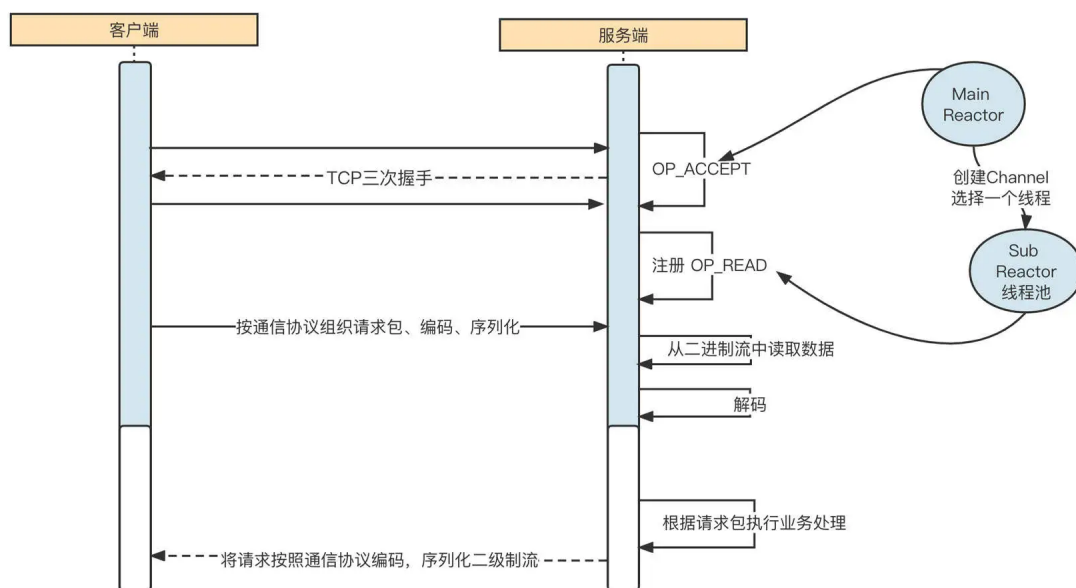 客户端
服务端
Main
Reactor
OP_ACCEPT
TCP三次握手
创建Channel
选择一个线程
Sub
Reactor
线程池
注册 OP_READ
按通信协议组织请求包、编码、序列化
从二进制流中读取数据
解码
根据请求包执行业务处理
将请求按照通信协议编码，序列化二级制流